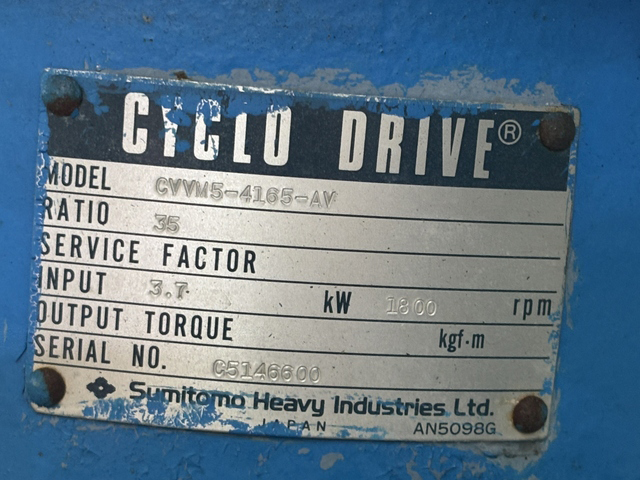 CYCLO DRIVE®
MODEL CVVM5-4165-AV
RATIO 35
SERVICE FACTOR
INPUT 3.7 kW 1800 rpm
OUTPUT TORQUE kgf·m
SERIAL NO. C5146600
Sumitomo Heavy Industries Ltd.
JAPAN AN5098G